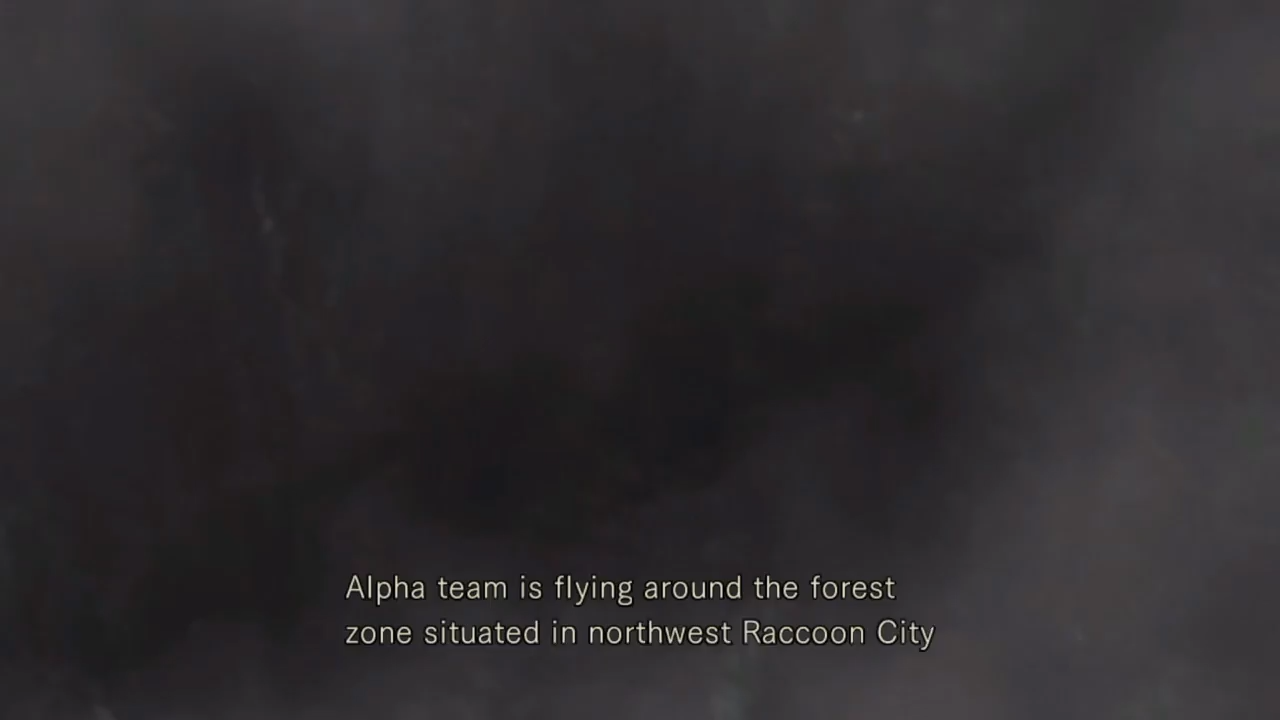 Alpha team is flying around the forest
zone situated in northwest Raccoon City